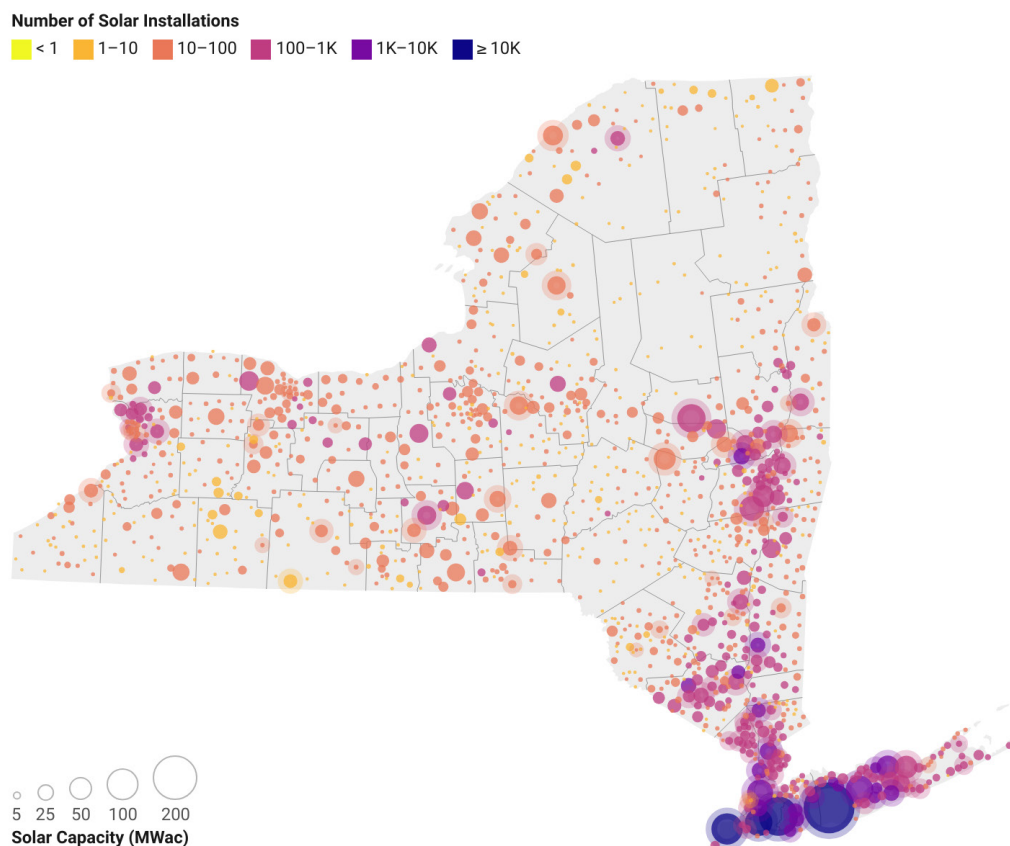 Number of Solar Installations
< 1 1–10 10–100 100–1K 1K–10K ≥ 10K
5 25 50 100 200
Solar Capacity (MWac)